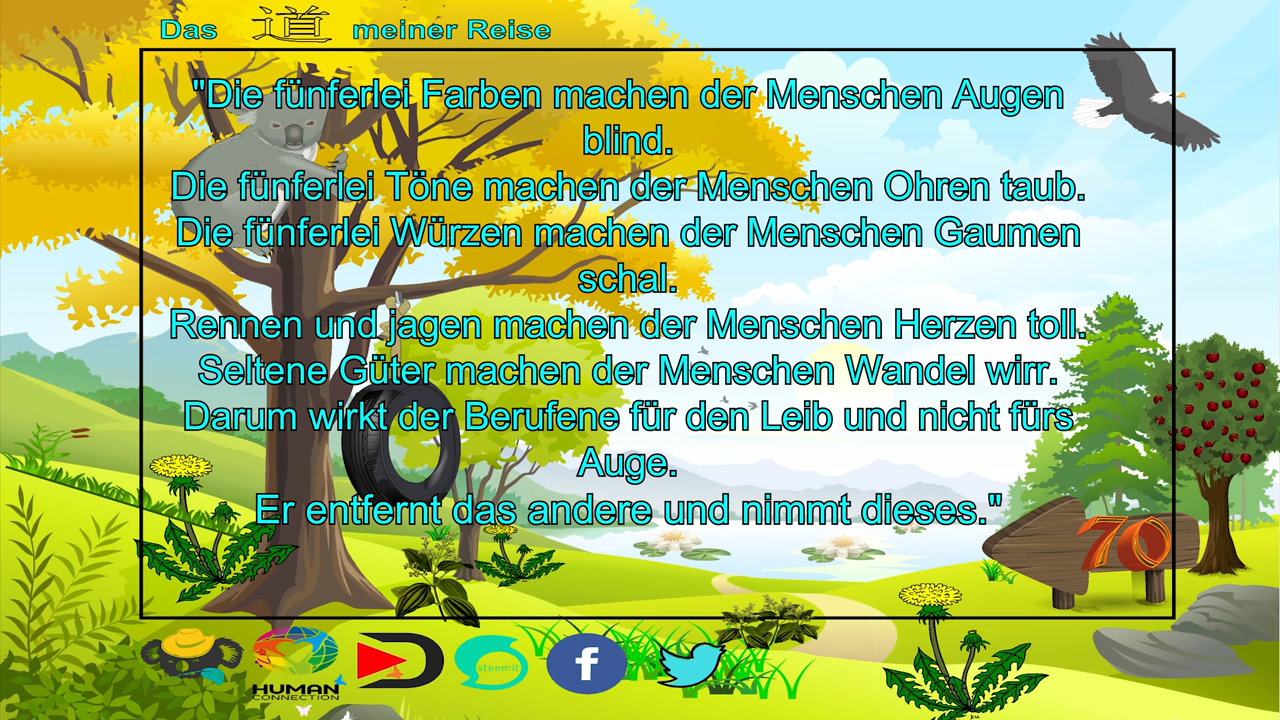 Das 道 meiner Reise
"Die fünferlei Farben machen der Menschen Augen
blind.
Die fünferlei Töne machen der Menschen Ohren taub.
Die fünferlei Würzen machen der Menschen Gaumen
schal.
Rennen und jagen machen der Menschen Herzen toll.
Seltene Güter machen der Menschen Wandel wirr.
Darum wirkt der Berufene für den Leib und nicht fürs
Auge.
Er entfernt das andere und nimmt dieses."
70
HUMAN
CONNECTION
steemit
f